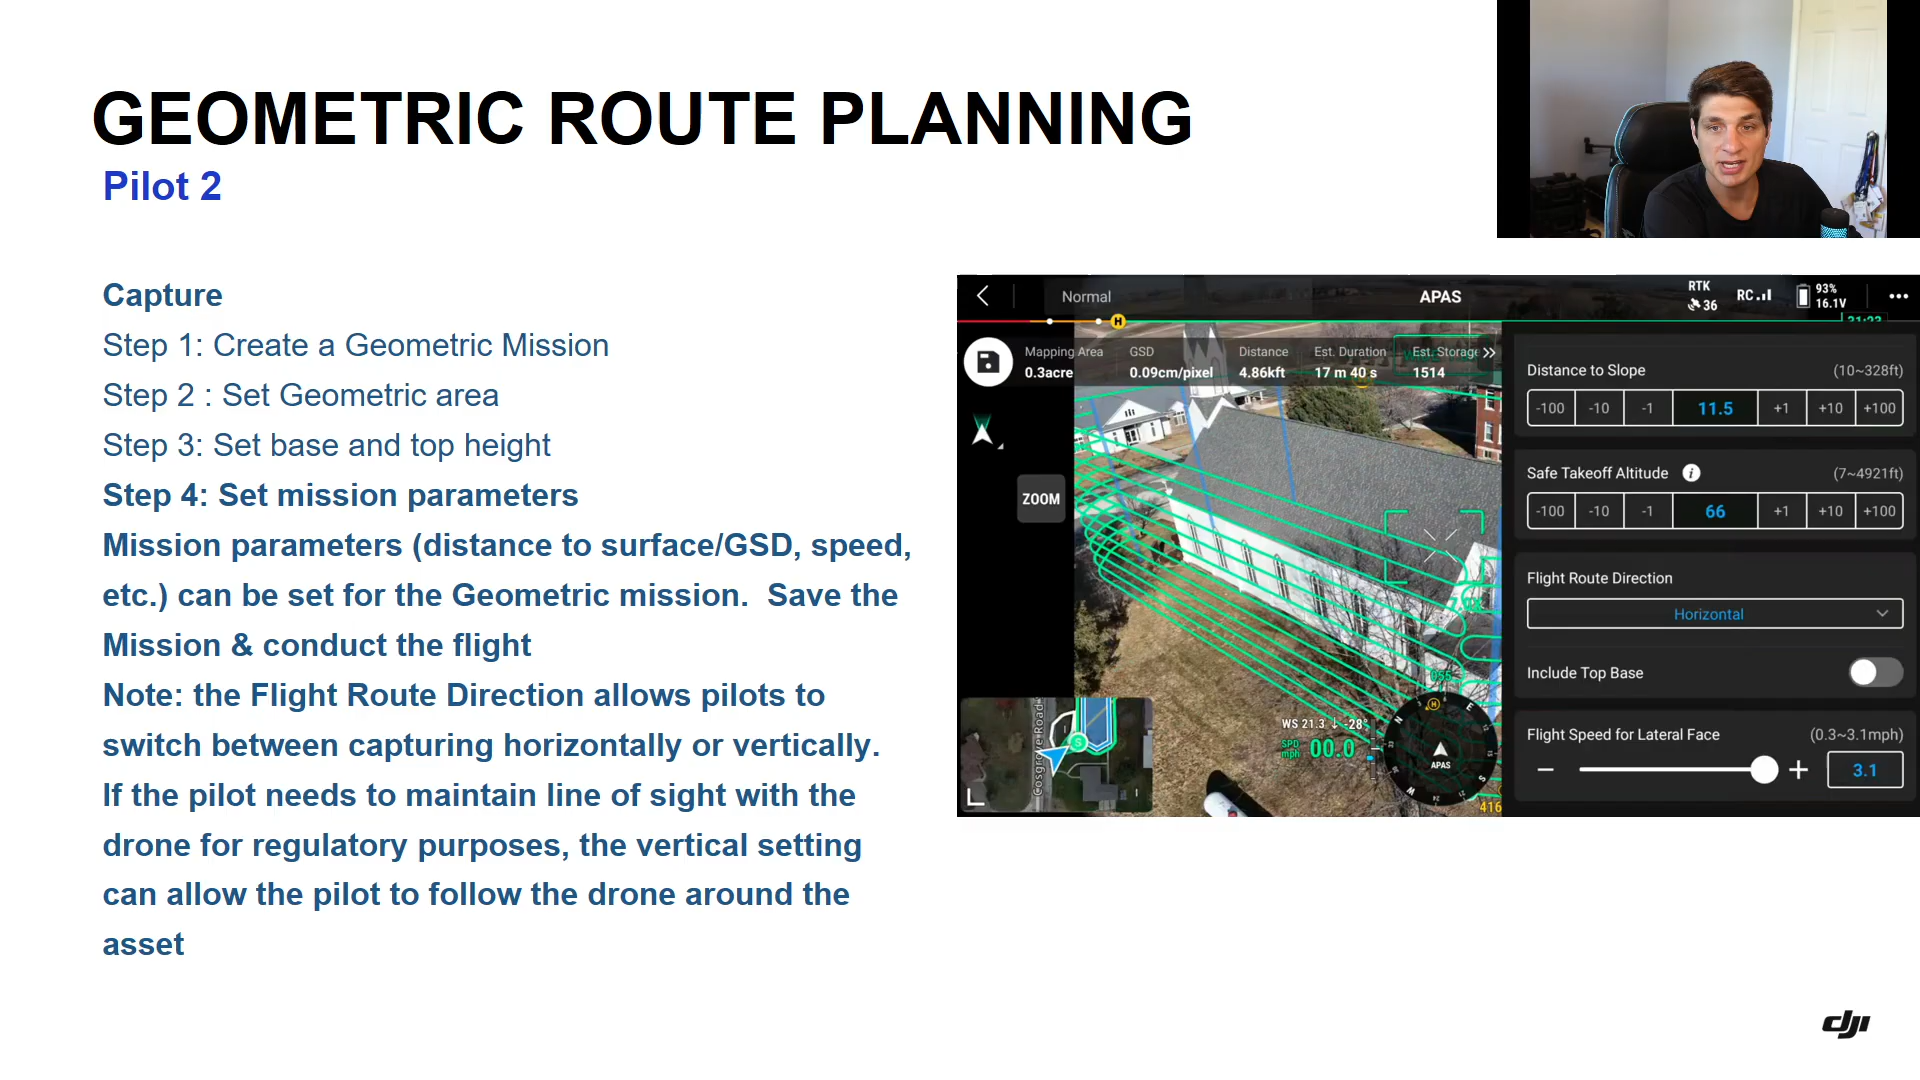 GEOMETRIC ROUTE PLANNING
Pilot 2
Capture
Step 1: Create a Geometric Mission
Step 2 : Set Geometric area
Step 3: Set base and top height
Step 4: Set mission parameters
Mission parameters (distance to surface/GSD, speed,
etc.) can be set for the Geometric mission.  Save the
Mission & conduct the flight
Note: the Flight Route Direction allows pilots to
switch between capturing horizontally or vertically.
If the pilot needs to maintain line of sight with the
drone for regulatory purposes, the vertical setting
can allow the pilot to follow the drone around the
asset
Normal APAS RTK 36 RC 93% 16.1V •••
H
Mapping Area GSD Distance Est. Duration Est. Storage
0.3acre 0.09cm/pixel 4.86kft 17 m 40 s 1514
ZOOM
Cosgrove Road
S
WS 21.3 ↓ -28°
SPD
mph 00.0
055
H
N E S W
APAS
416
Distance to Slope (10~328ft)
-100 -10 -1 11.5 +1 +10 +100
Safe Takeoff Altitude (7~4921ft)
-100 -10 -1 66 +1 +10 +100
Flight Route Direction
Horizontal
Include Top Base
Flight Speed for Lateral Face (0.3~3.1mph)
− + 3.1
dji